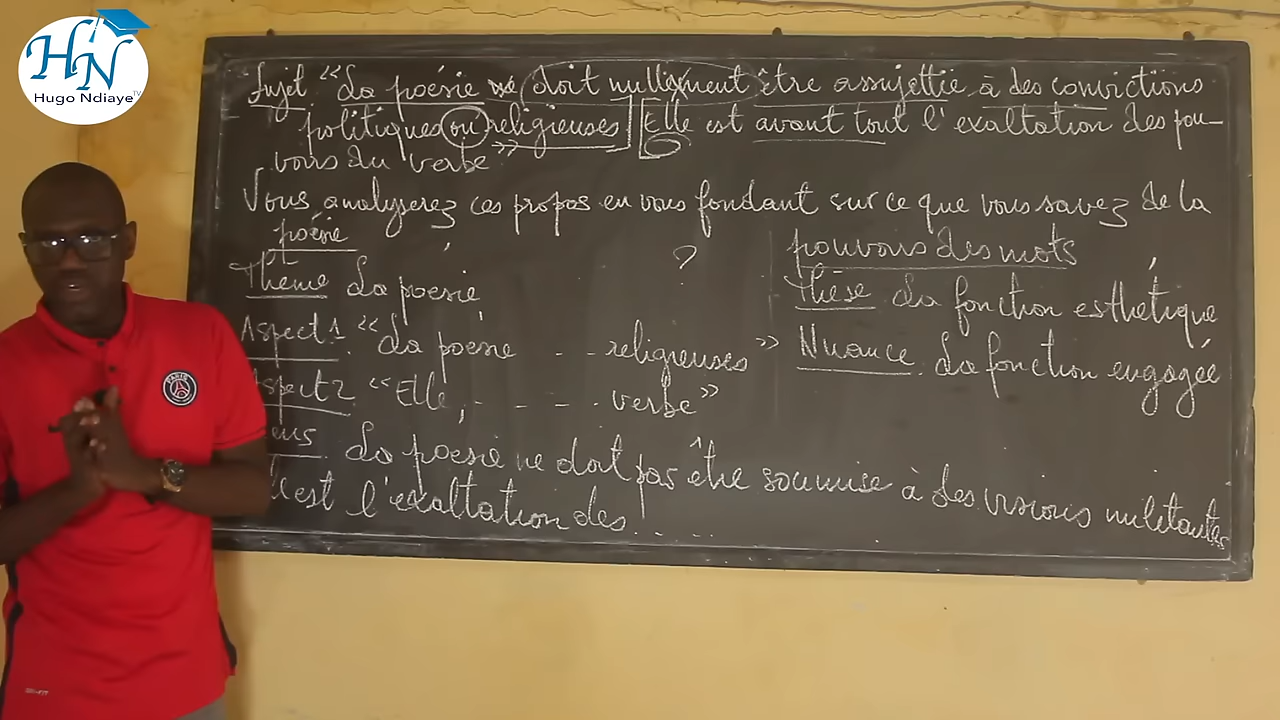 HN
Hugo Ndiaye TV
Sujet "La poésie ne doit nullement être assujettie à des convictions
politiques ou religieuses Elle est avant tout l'exaltation des pou-
voirs du verbe"
Vous analyserez ces propos en vous fondant sur ce que vous savez de la
poésie
?
pouvoirs des mots
Thème La poésie
Thèse La fonction esthétique
Aspect 1 "La poésie . . . religieuses"
Nuance. La fonction engagée
Aspect 2 "Elle, . . . . verbe"
ens La poésie ne doit pas être soumise à des visions militantes
est l'exaltation des . . . . .
PARIS